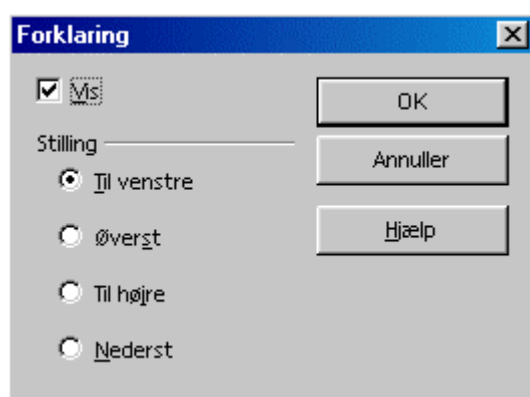 Forklaring
Vis
OK
Stilling
Annuller
Til venstre
Hjælp
Øverst
Til højre
Nederst